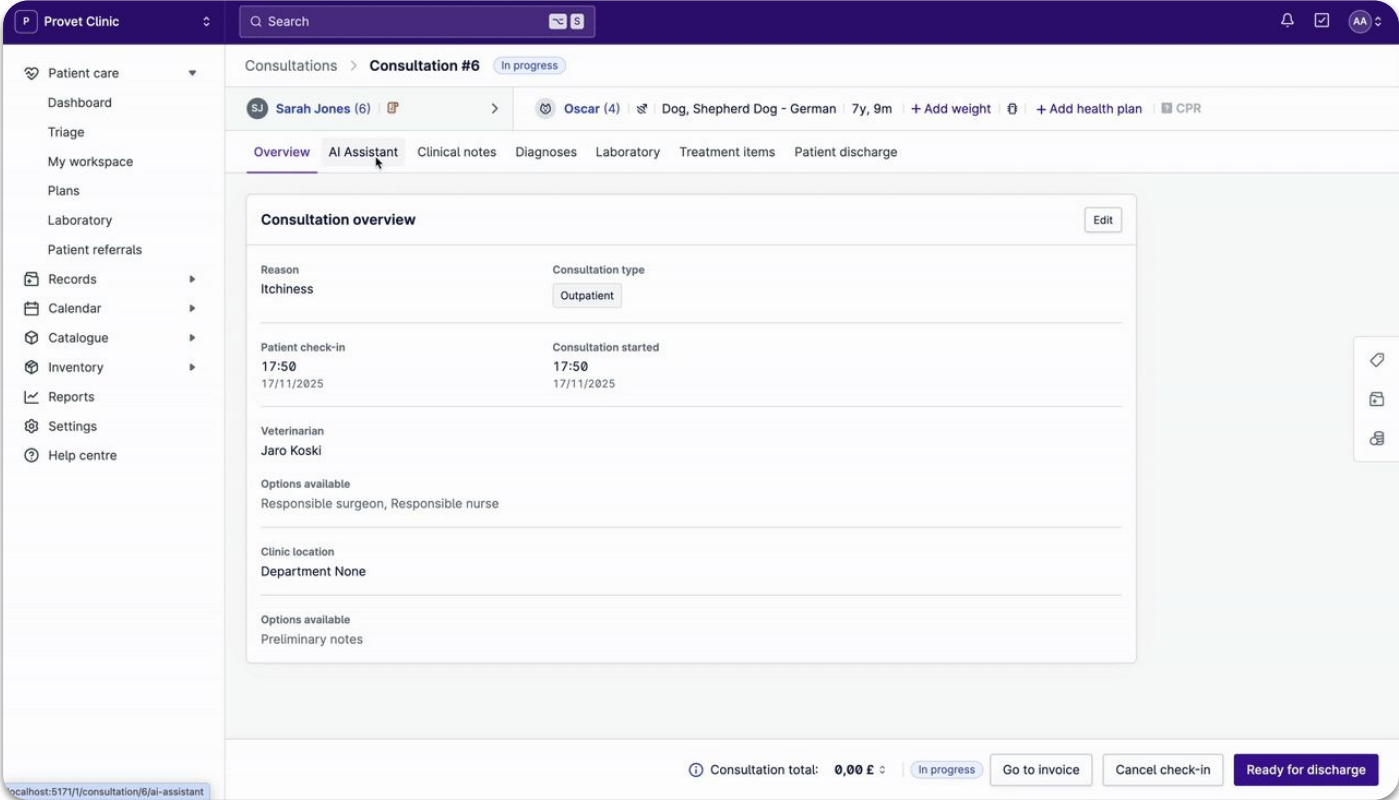 P Provet Clinic
Search
⌥ S
AA
Patient care
Dashboard
Triage
My workspace
Plans
Laboratory
Patient referrals
Records
Calendar
Catalogue
Inventory
Reports
Settings
Help centre
Consultations > Consultation #6 In progress
SJ Sarah Jones (6)
Oscar (4) Dog, Shepherd Dog - German 7y, 9m + Add weight + Add health plan ? CPR
Overview AI Assistant Clinical notes Diagnoses Laboratory Treatment items Patient discharge
Consultation overview Edit
Reason Consultation type
Itchiness Outpatient
Patient check-in Consultation started
17:50 17:50
17/11/2025 17/11/2025
Veterinarian
Jaro Koski
Options available
Responsible surgeon, Responsible nurse
Clinic location
Department None
Options available
Preliminary notes
Consultation total: 0,00 £ In progress Go to invoice Cancel check-in Ready for discharge
localhost:5171/1/consultation/6/ai-assistant